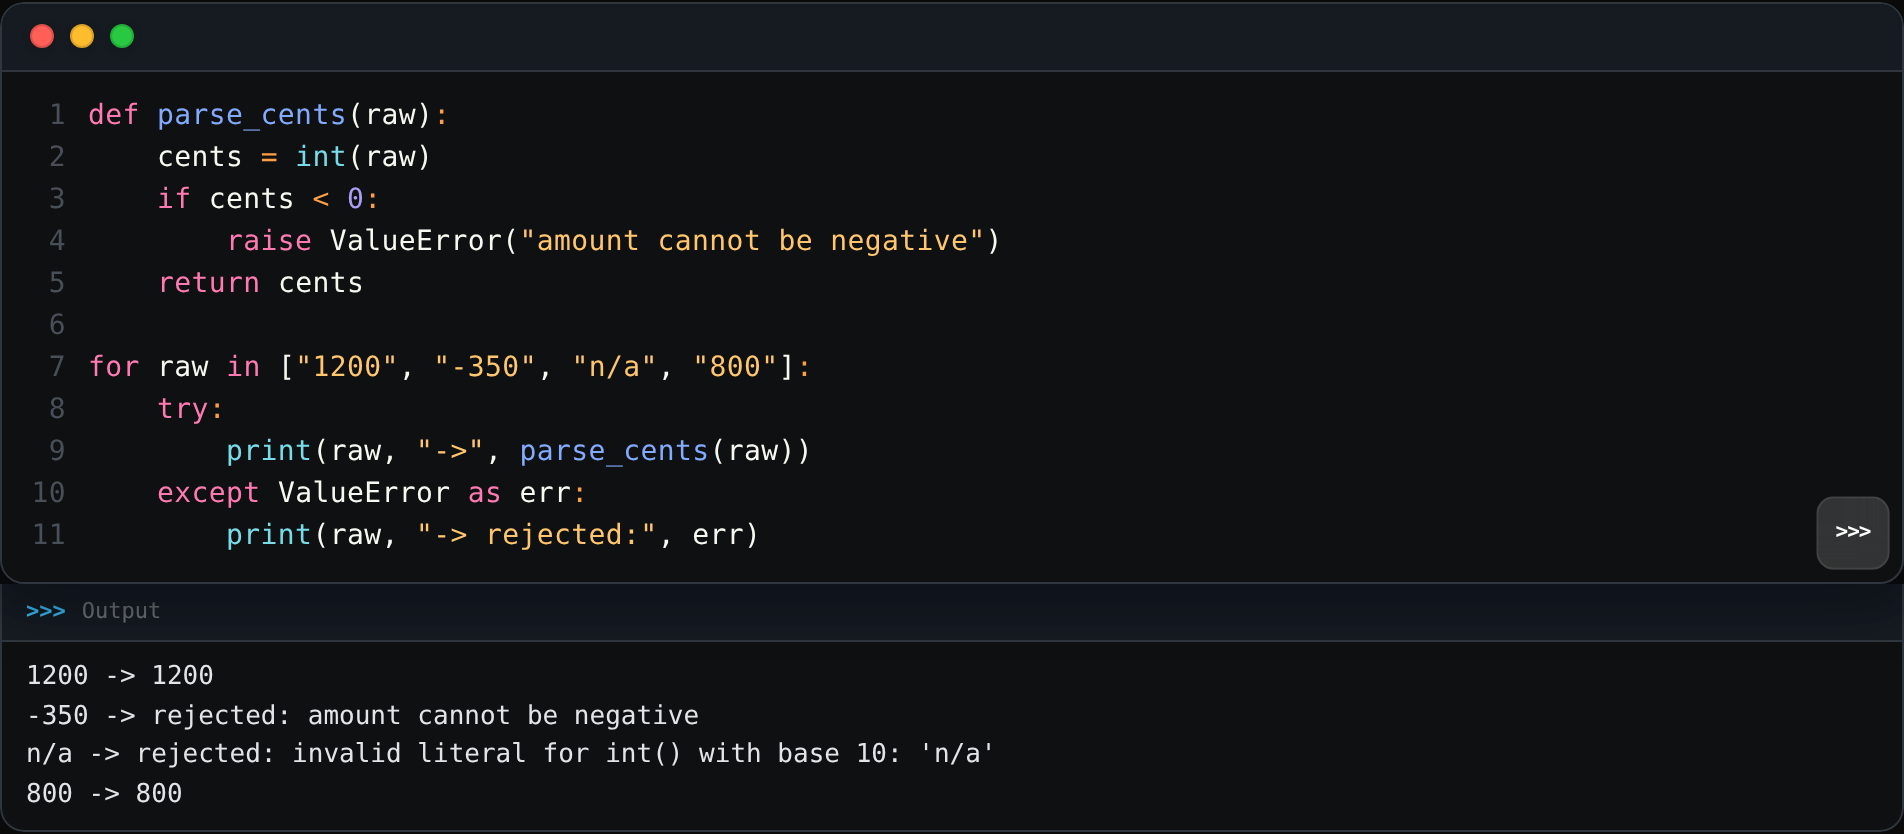 1 def parse_cents(raw):
2     cents = int(raw)
3     if cents < 0:
4         raise ValueError("amount cannot be negative")
5     return cents
6
7 for raw in ["1200", "-350", "n/a", "800"]:
8     try:
9         print(raw, "->", parse_cents(raw))
10     except ValueError as err:
11         print(raw, "-> rejected:", err)
>>>
>>> Output
1200 -> 1200
-350 -> rejected: amount cannot be negative
n/a -> rejected: invalid literal for int() with base 10: 'n/a'
800 -> 800